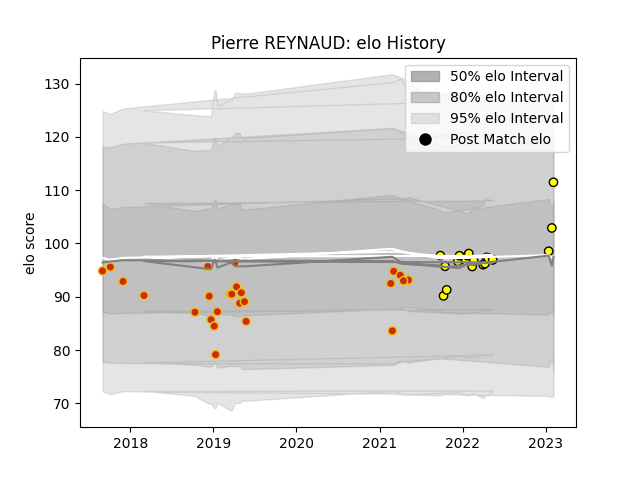 Pierre REYNAUD: elo History
50% elo Interval
80% elo Interval
95% elo Interval
Post Match elo
elo score
130
120
110
100
90
80
70
2018
2019
2020
2021
2022
2023